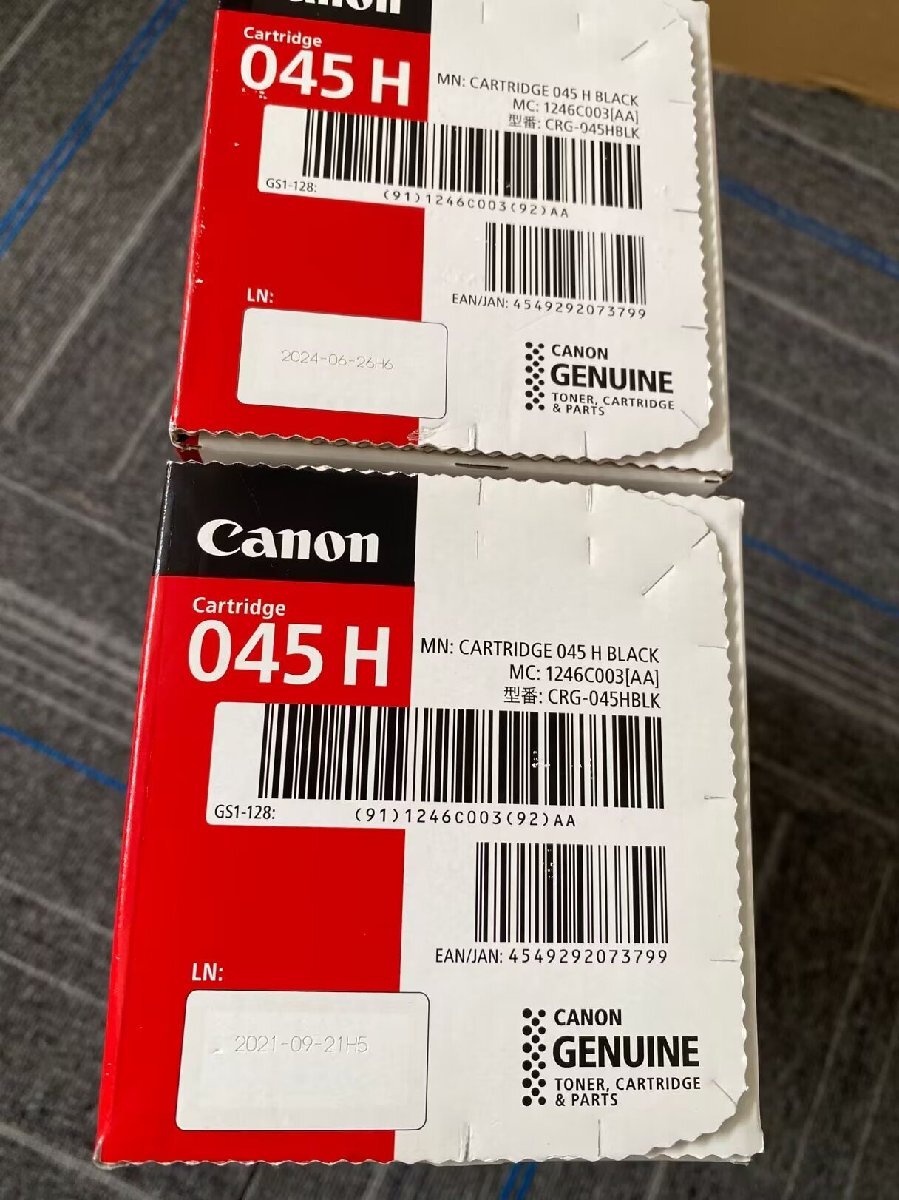 Canon
Cartridge
045 H
MN: CARTRIDGE 045 H BLACK
MC: 1246C003[AA]
型番: CRG-045HBLK
GS1-128:
(91)1246C003(92)AA
EAN/JAN: 4549292073799
LN:
2024-06-26H6
CANON
GENUINE
TONER, CARTRIDGE
& PARTS
Canon
Cartridge
045 H
MN: CARTRIDGE 045 H BLACK
MC: 1246C003[AA]
型番: CRG-045HBLK
GS1-128:
(91)1246C003(92)AA
EAN/JAN: 4549292073799
LN:
2021-09-21H5
CANON
GENUINE
TONER, CARTRIDGE
& PARTS